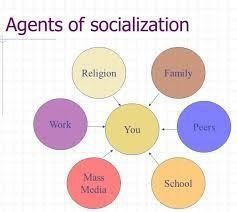 Agents of socialization
Religion
Family
Work
You
Peers
Mass
Media
School